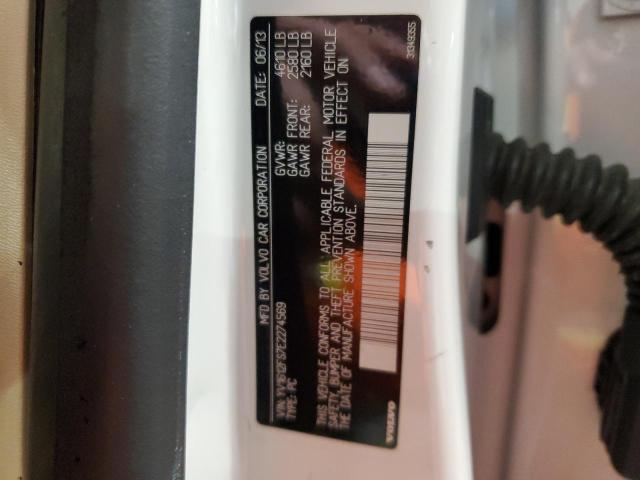 MFD BY VOLVO CAR CORPORATION DATE: 06/13
VIN: YV1612FS7E2274569 GVWR: 4610 LB
TYPE: PC GAWR FRONT: 2580 LB
GAWR REAR: 2160 LB
THIS VEHICLE CONFORMS TO ALL APPLICABLE FEDERAL MOTOR VEHICLE
SAFETY, BUMPER AND THEFT PREVENTION STANDARDS IN EFFECT ON
THE DATE OF MANUFACTURE SHOWN ABOVE.
VOLVO 31349355